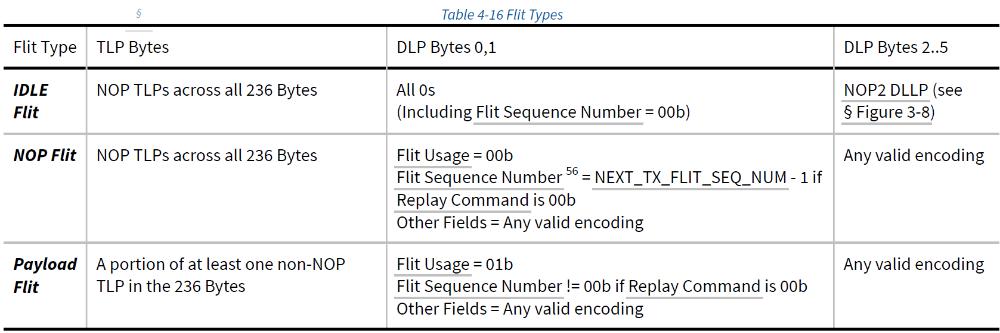 §
Table 4-16 Flit Types
Flit Type TLP Bytes DLP Bytes 0,1 DLP Bytes 2..5
IDLE
Flit
NOP TLPs across all 236 Bytes
All 0s
(Including Flit Sequence Number = 00b)
NOP2 DLLP (see
§ Figure 3-8)
NOP Flit
NOP TLPs across all 236 Bytes
Flit Usage = 00b
Flit Sequence Number 56 = NEXT_TX_FLIT_SEQ_NUM - 1 if
Replay Command is 00b
Other Fields = Any valid encoding
Any valid encoding
Payload
Flit
A portion of at least one non-NOP
TLP in the 236 Bytes
Flit Usage = 01b
Flit Sequence Number != 00b if Replay Command is 00b
Other Fields = Any valid encoding
Any valid encoding